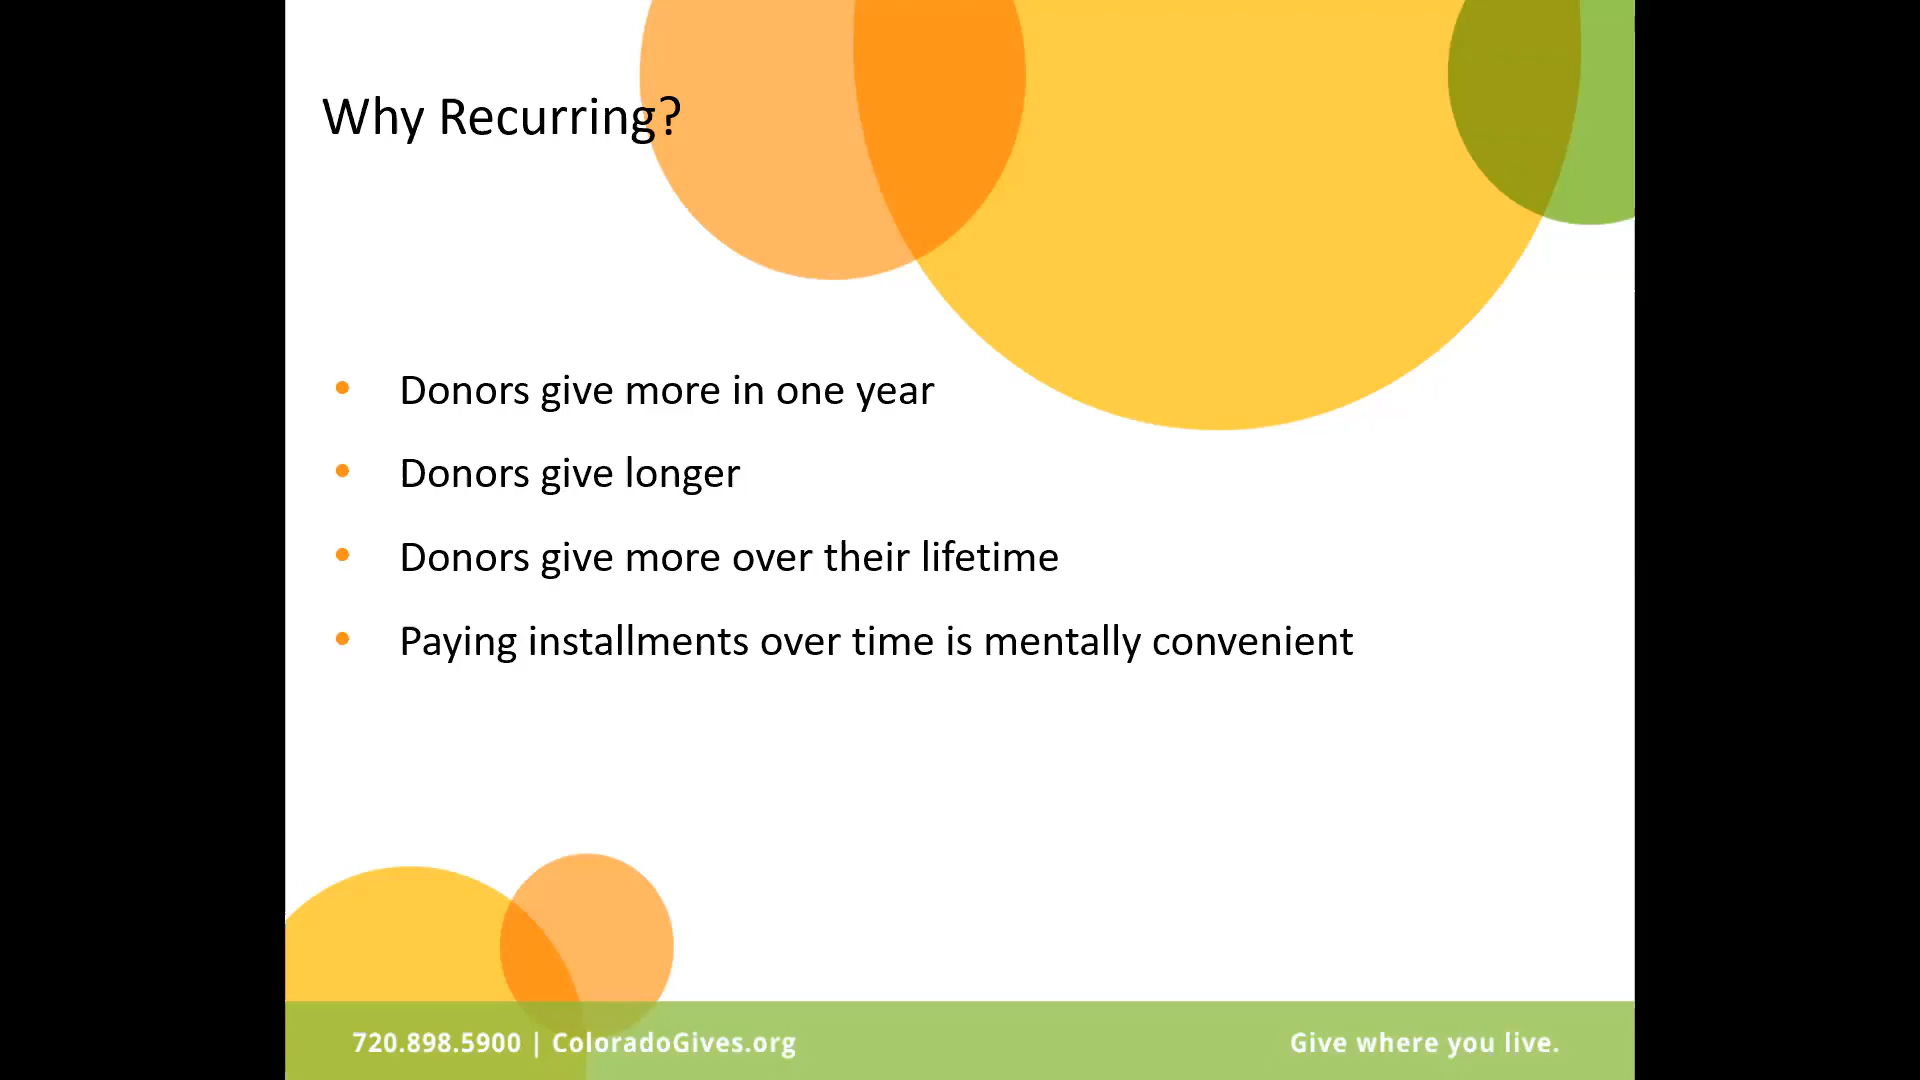 Why Recurring?
• Donors give more in one year
• Donors give longer
• Donors give more over their lifetime
• Paying installments over time is mentally convenient
720.898.5900 | ColoradoGives.org
Give where you live.